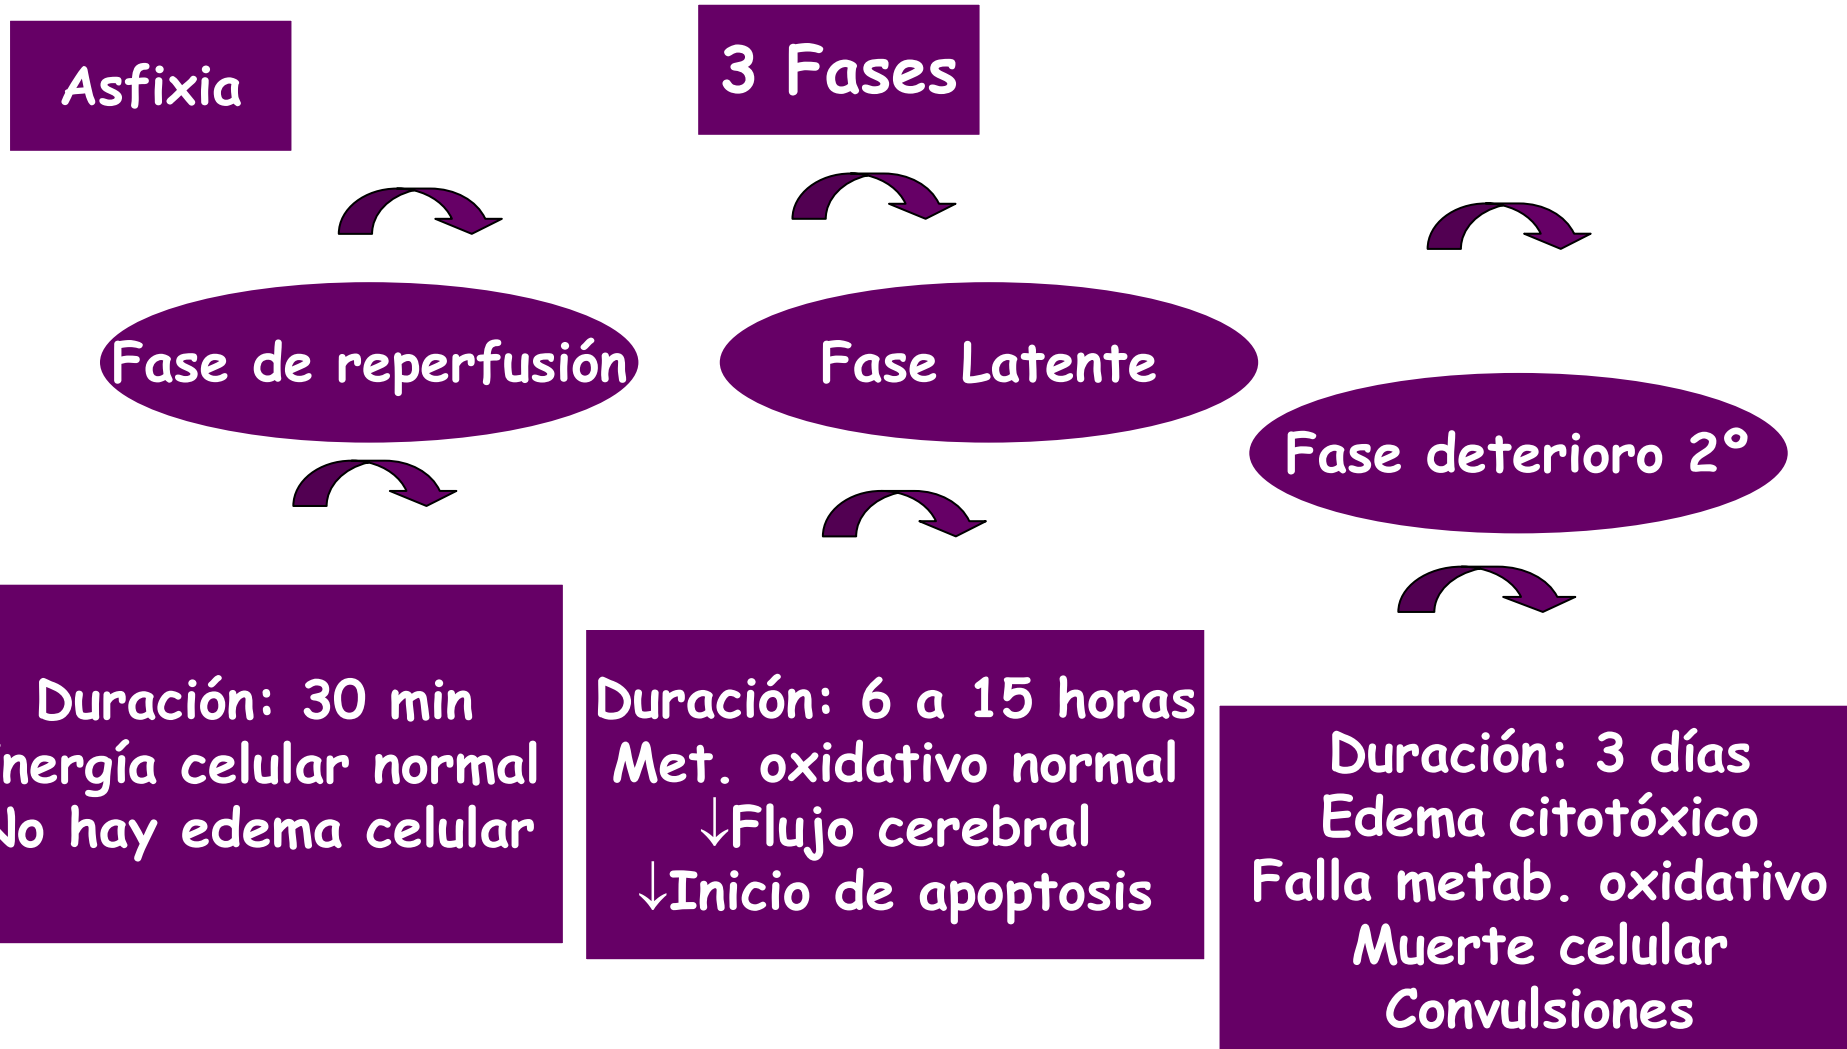 Asfixia
3 Fases
Fase de reperfusión
Fase Latente
Fase deterioro 2º
Duración: 30 min
nergía celular normal
No hay edema celular
Duración: 6 a 15 horas
Met. oxidativo normal
↓Flujo cerebral
↓Inicio de apoptosis
Duración: 3 días
Edema citotóxico
Falla metab. oxidativo
Muerte celular
Convulsiones